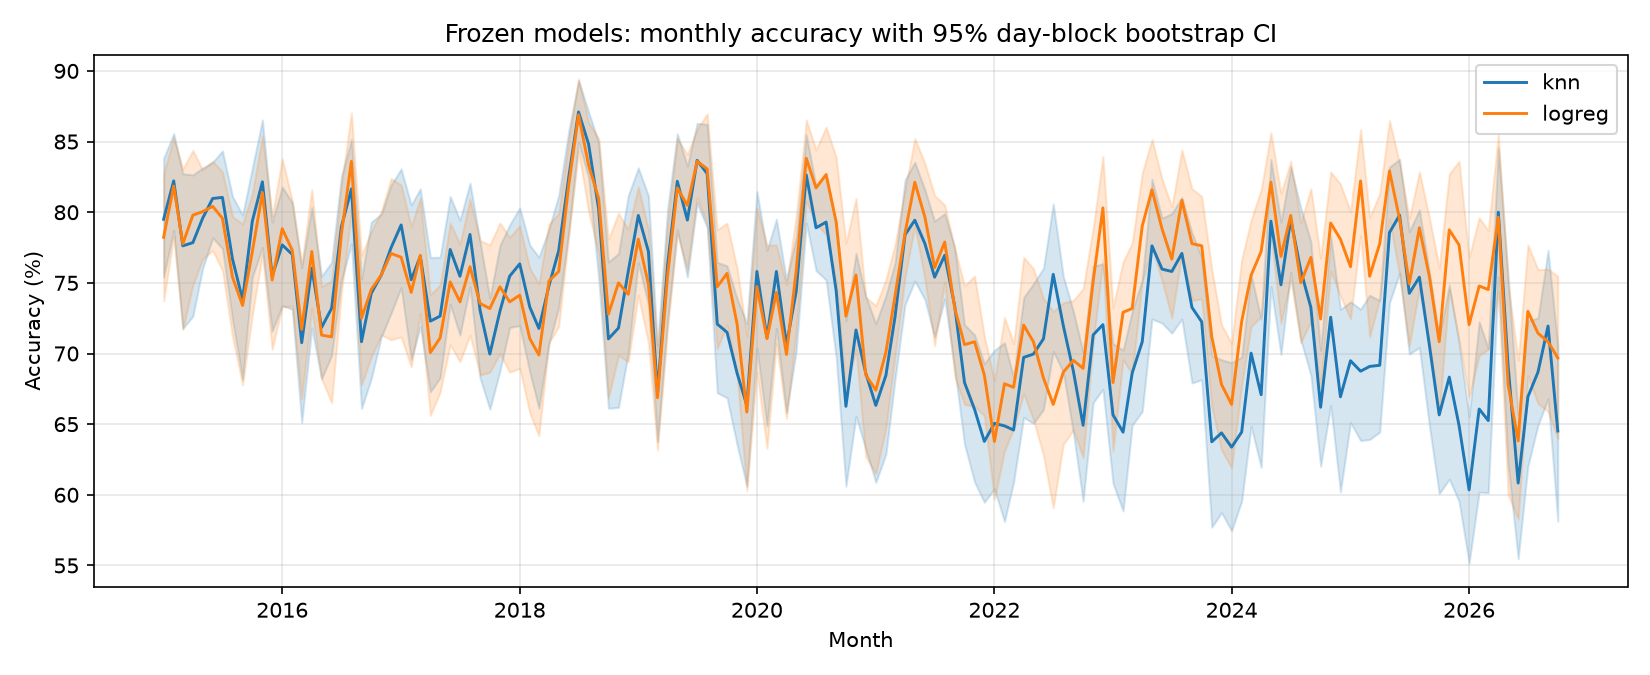 Frozen models: monthly accuracy with 95% day-block bootstrap CI
knn
logreg
Accuracy (%)
90
85
80
75
70
65
60
55
2016 2018 2020 2022 2024 2026
Month